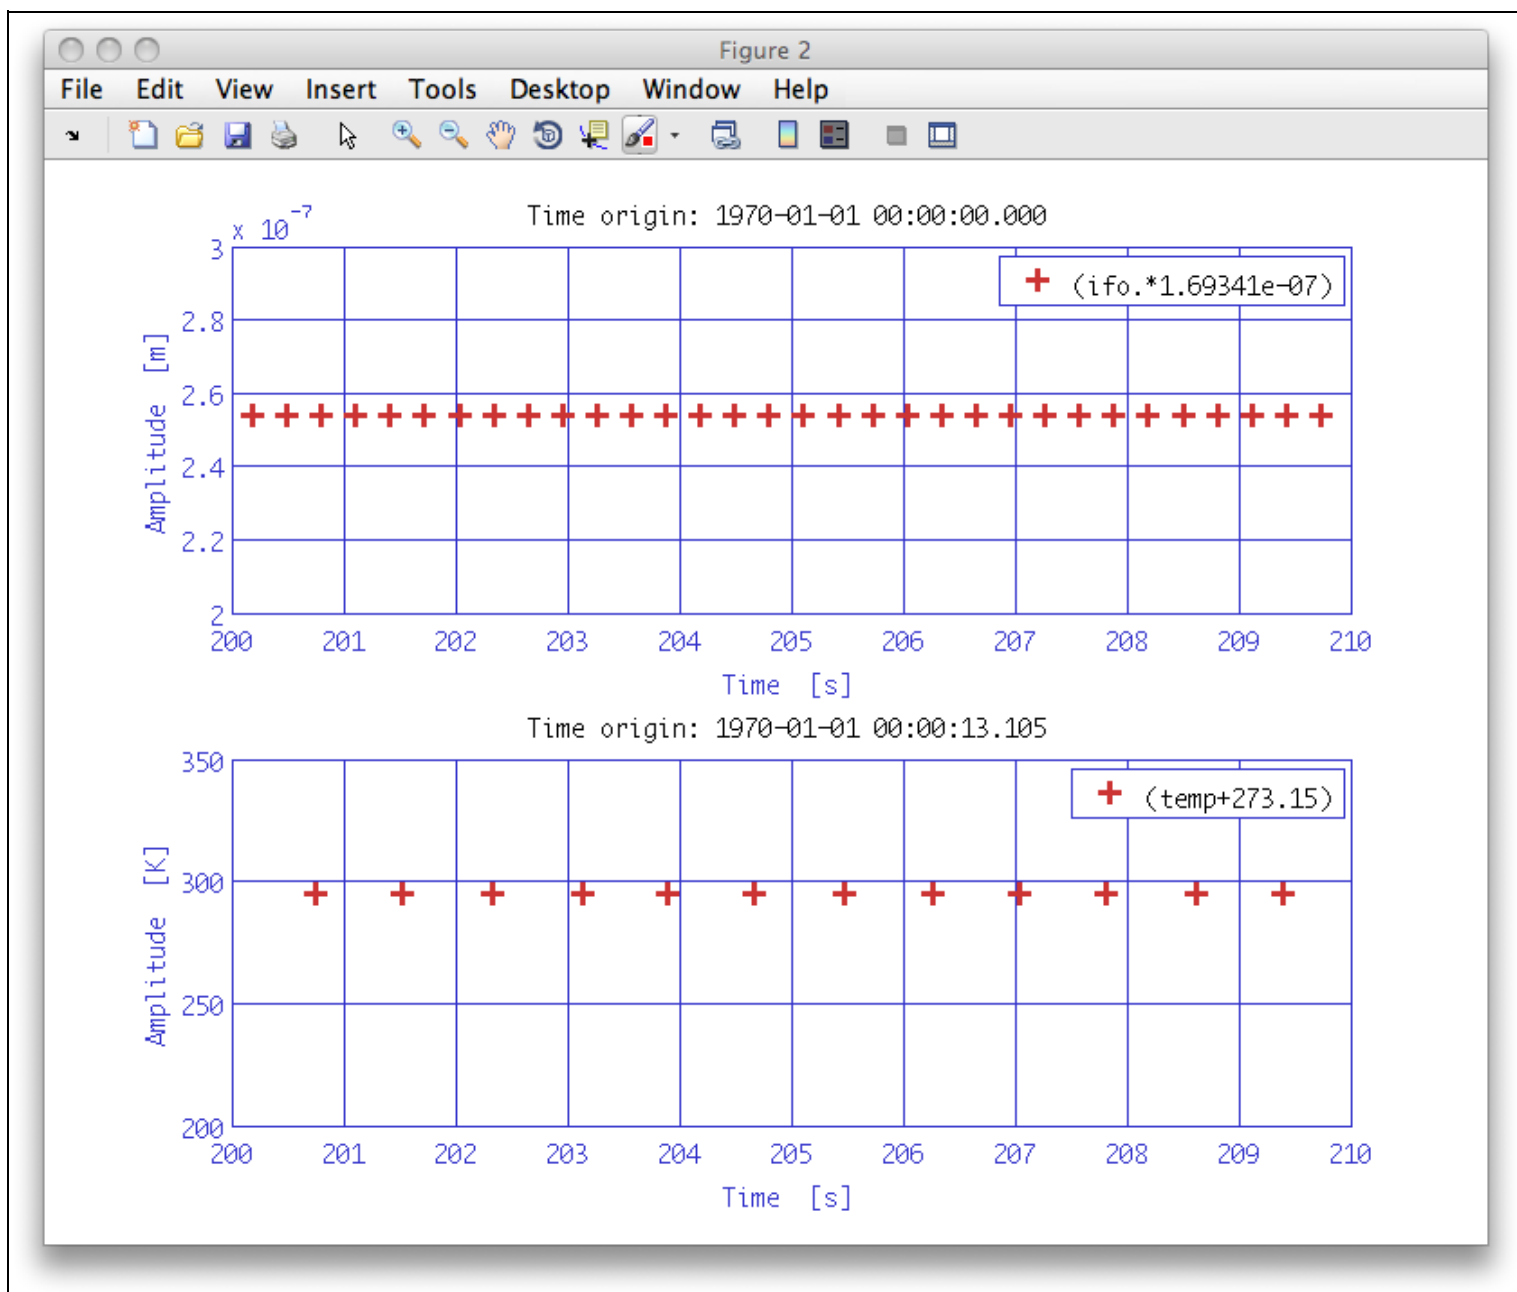 Figure 2
File Edit View Insert Tools Desktop Window Help
Time origin: 1970-01-01 00:00:00.000
x 10^-7
(ifo.*1.69341e-07)
3
2.8
2.6
2.4
2.2
2
Amplitude [m]
200 201 202 203 204 205 206 207 208 209 210
Time [s]
Time origin: 1970-01-01 00:00:13.105
(temp+273.15)
350
300
250
200
Amplitude [K]
200 201 202 203 204 205 206 207 208 209 210
Time [s]